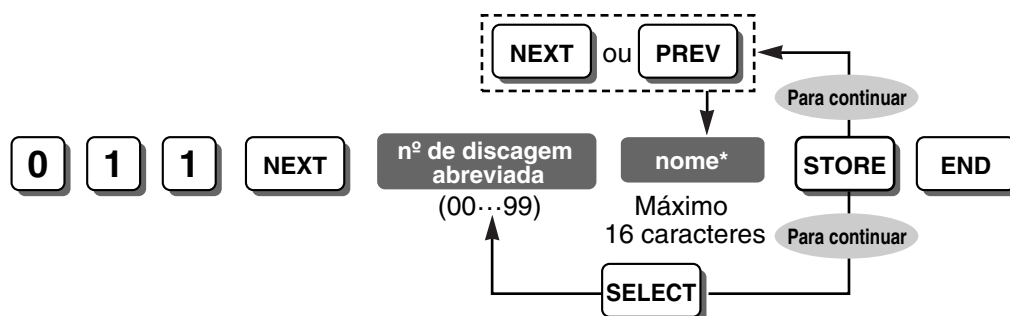 NEXT ou PREV
Para continuar
0 1 1 NEXT nº de discagem abreviada nome* STORE END
(00···99) Máximo 16 caracteres Para continuar
SELECT